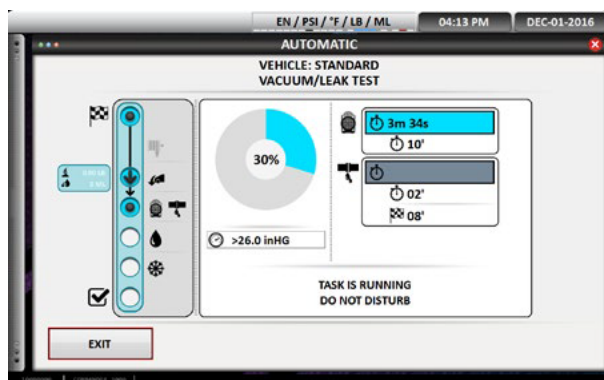 EN / PSI / °F / LB / ML
04:13 PM
DEC-01-2016
AUTOMATIC
VEHICLE: STANDARD
VACUUM/LEAK TEST
30%
3m 34s
10'
02'
08'
>26.0 inHG
TASK IS RUNNING
DO NOT DISTURB
EXIT